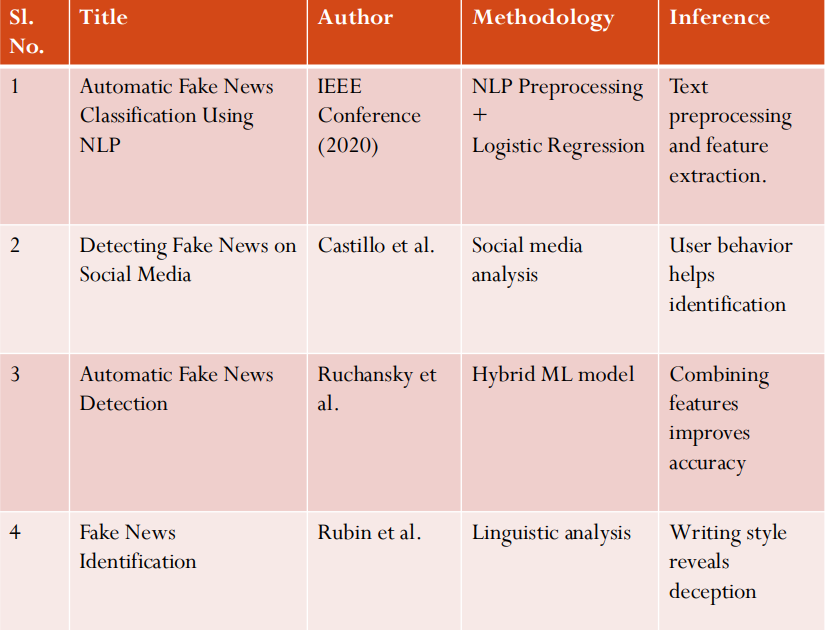 Sl. No.
Title
Author
Methodology
Inference
1
Automatic Fake News
Classification Using
NLP
IEEE
Conference
(2020)
NLP Preprocessing
+
Logistic Regression
Text
preprocessing
and feature
extraction.
2
Detecting Fake News on
Social Media
Castillo et al.
Social media
analysis
User behavior
helps
identification
3
Automatic Fake News
Detection
Ruchansky et
al.
Hybrid ML model
Combining
features
improves
accuracy
4
Fake News
Identification
Rubin et al.
Linguistic analysis
Writing style
reveals
deception